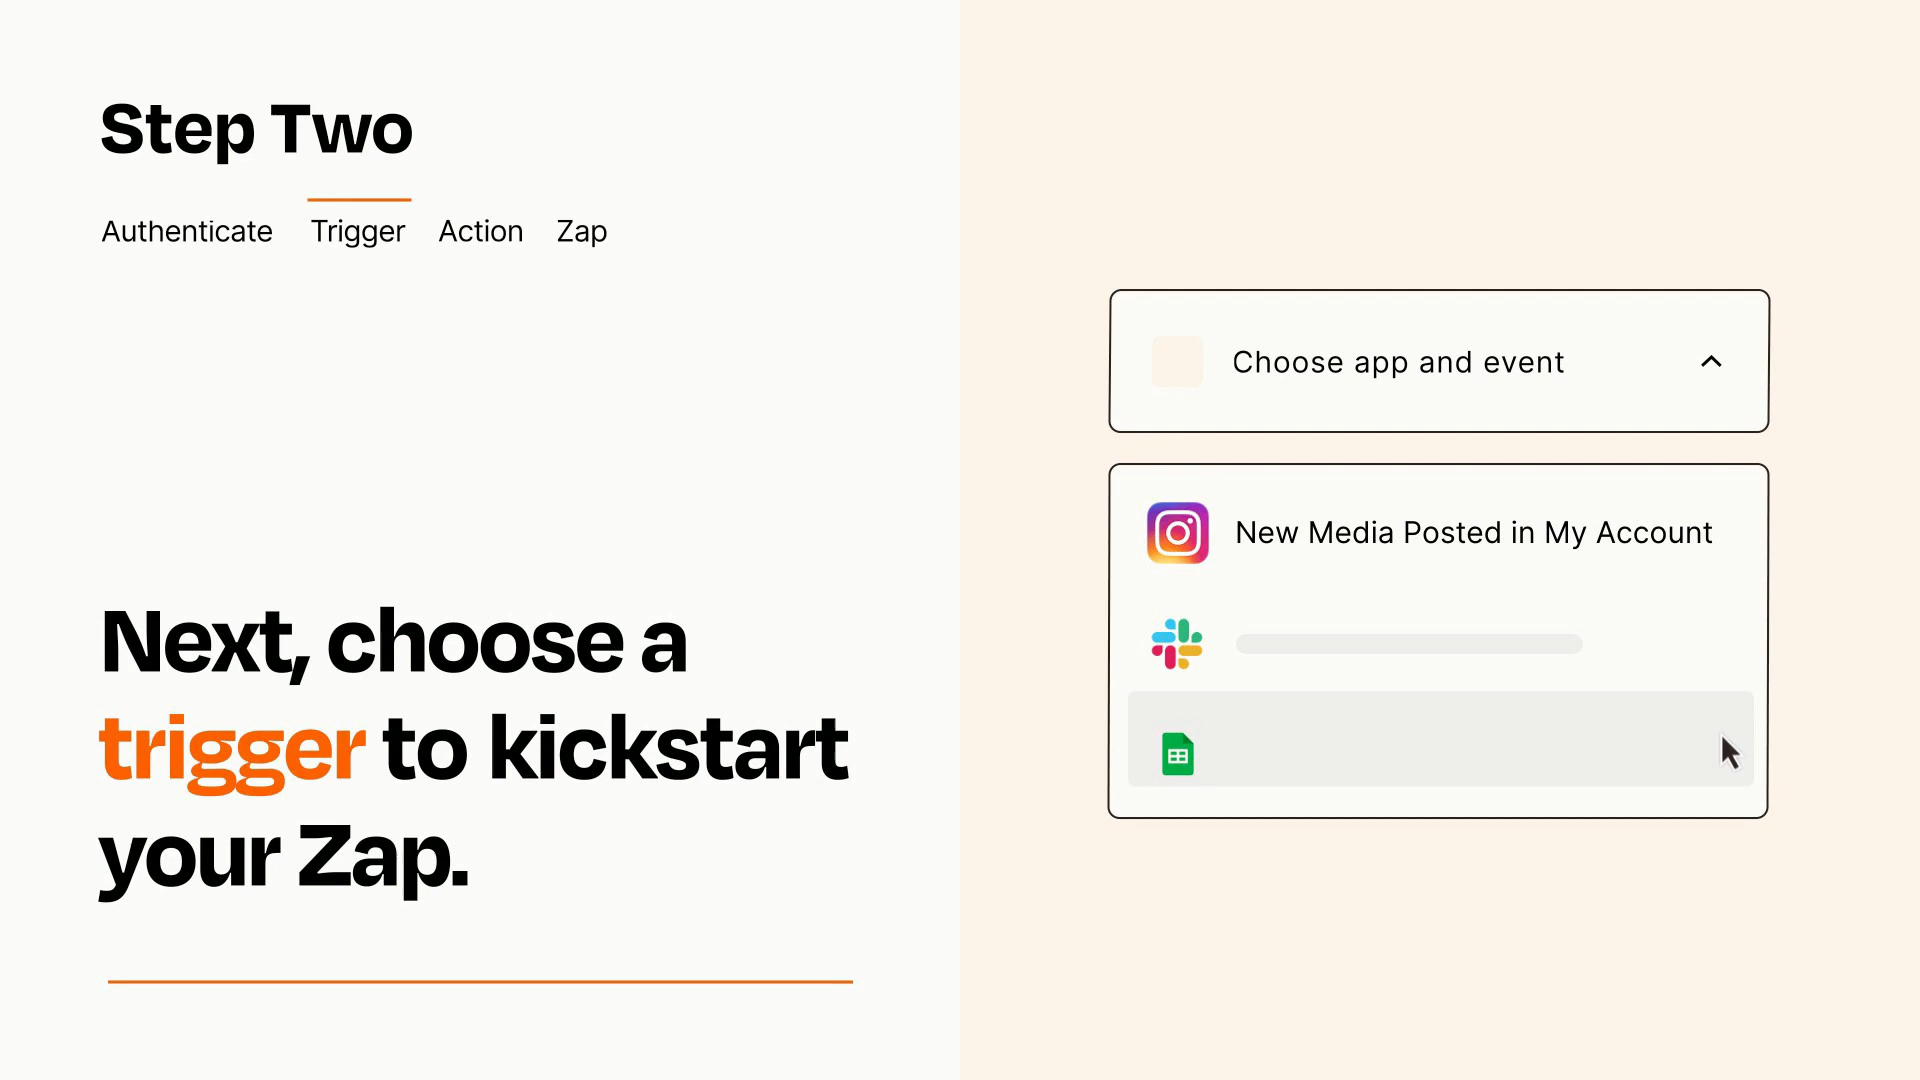 Step Two
Authenticate Trigger Action Zap
Next, choose a
trigger to kickstart
your Zap.
Choose app and event
New Media Posted in My Account